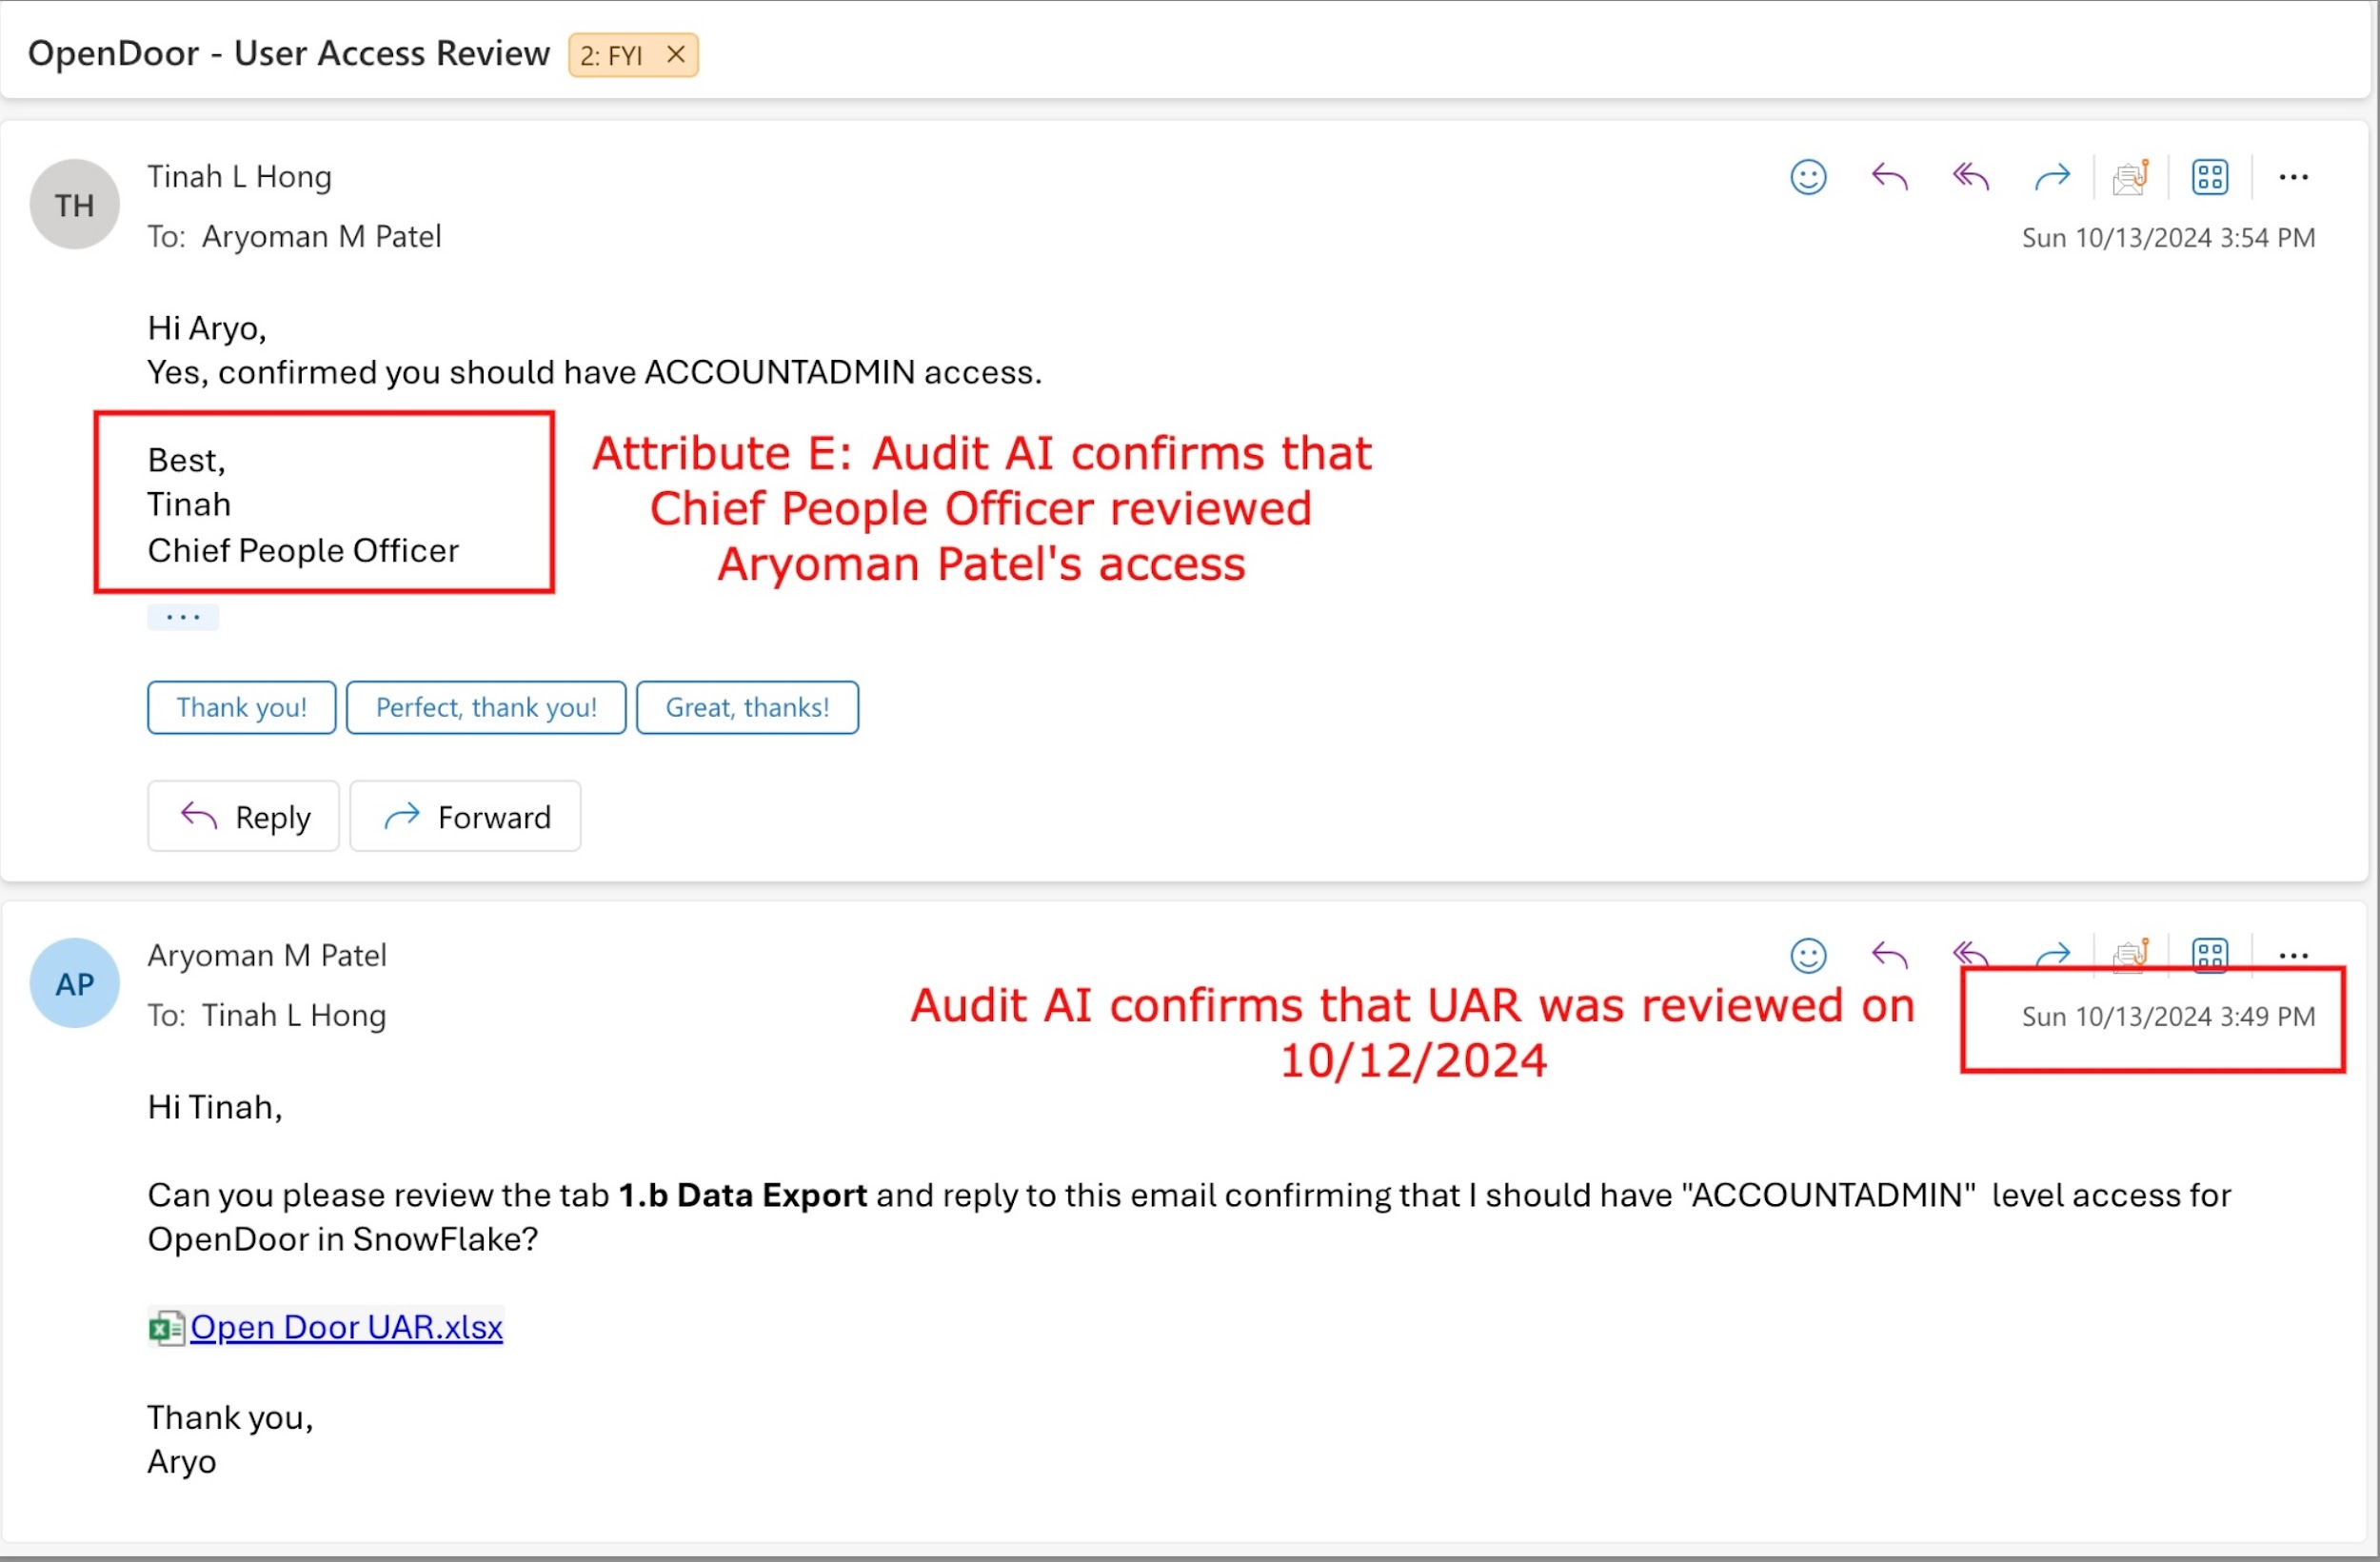 OpenDoor - User Access Review 2: FYI
TH
Tinah L Hong
To: Aryoman M Patel
Sun 10/13/2024 3:54 PM
Hi Aryo,
Yes, confirmed you should have ACCOUNTADMIN access.
Best,
Tinah
Chief People Officer
Attribute E: Audit AI confirms that
Chief People Officer reviewed
Aryoman Patel's access
Thank you! Perfect, thank you! Great, thanks!
Reply Forward
AP
Aryoman M Patel
To: Tinah L Hong
Audit AI confirms that UAR was reviewed on
10/12/2024
Sun 10/13/2024 3:49 PM
Hi Tinah,
Can you please review the tab 1.b Data Export and reply to this email confirming that I should have "ACCOUNTADMIN" level access for
OpenDoor in SnowFlake?
Open Door UAR.xlsx
Thank you,
Aryo